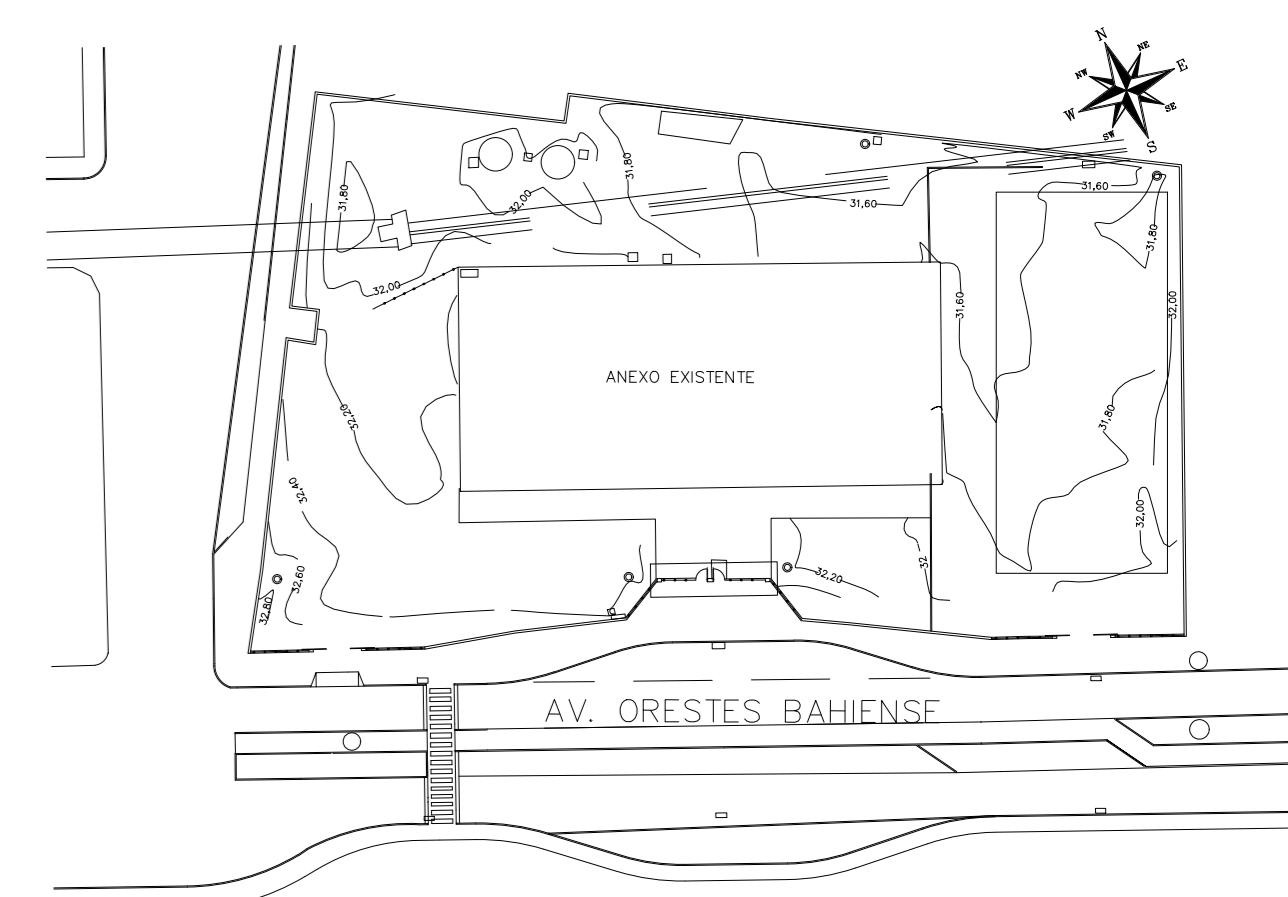 N
NE
NW
E
W
SE
SW
S
31,80
31,80
32,00
31,60
31,60
31,80
32,00
31,60
32,00
ANEXO EXISTENTE
32,20
31,80
32,40
32,00
32,60
32,20
32
32,80
AV. ORESTES BAHIENSE